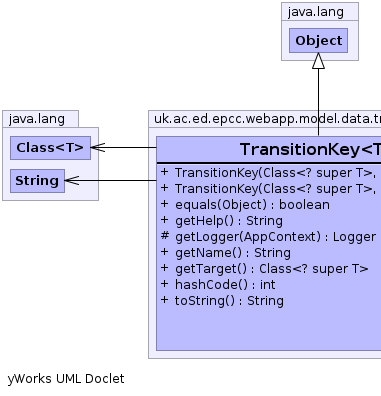 java.lang
Object
java.lang
Class<T>
String
uk.ac.ed.epcc.webapp.model.data.tr
TransitionKey<T
+ TransitionKey(Class<? super T>,
+ TransitionKey(Class<? super T>,
+ equals(Object) : boolean
+ getHelp() : String
# getLogger(AppContext) : Logger
+ getName() : String
+ getTarget() : Class<? super T>
+ hashCode() : int
+ toString() : String
yWorks UML Doclet